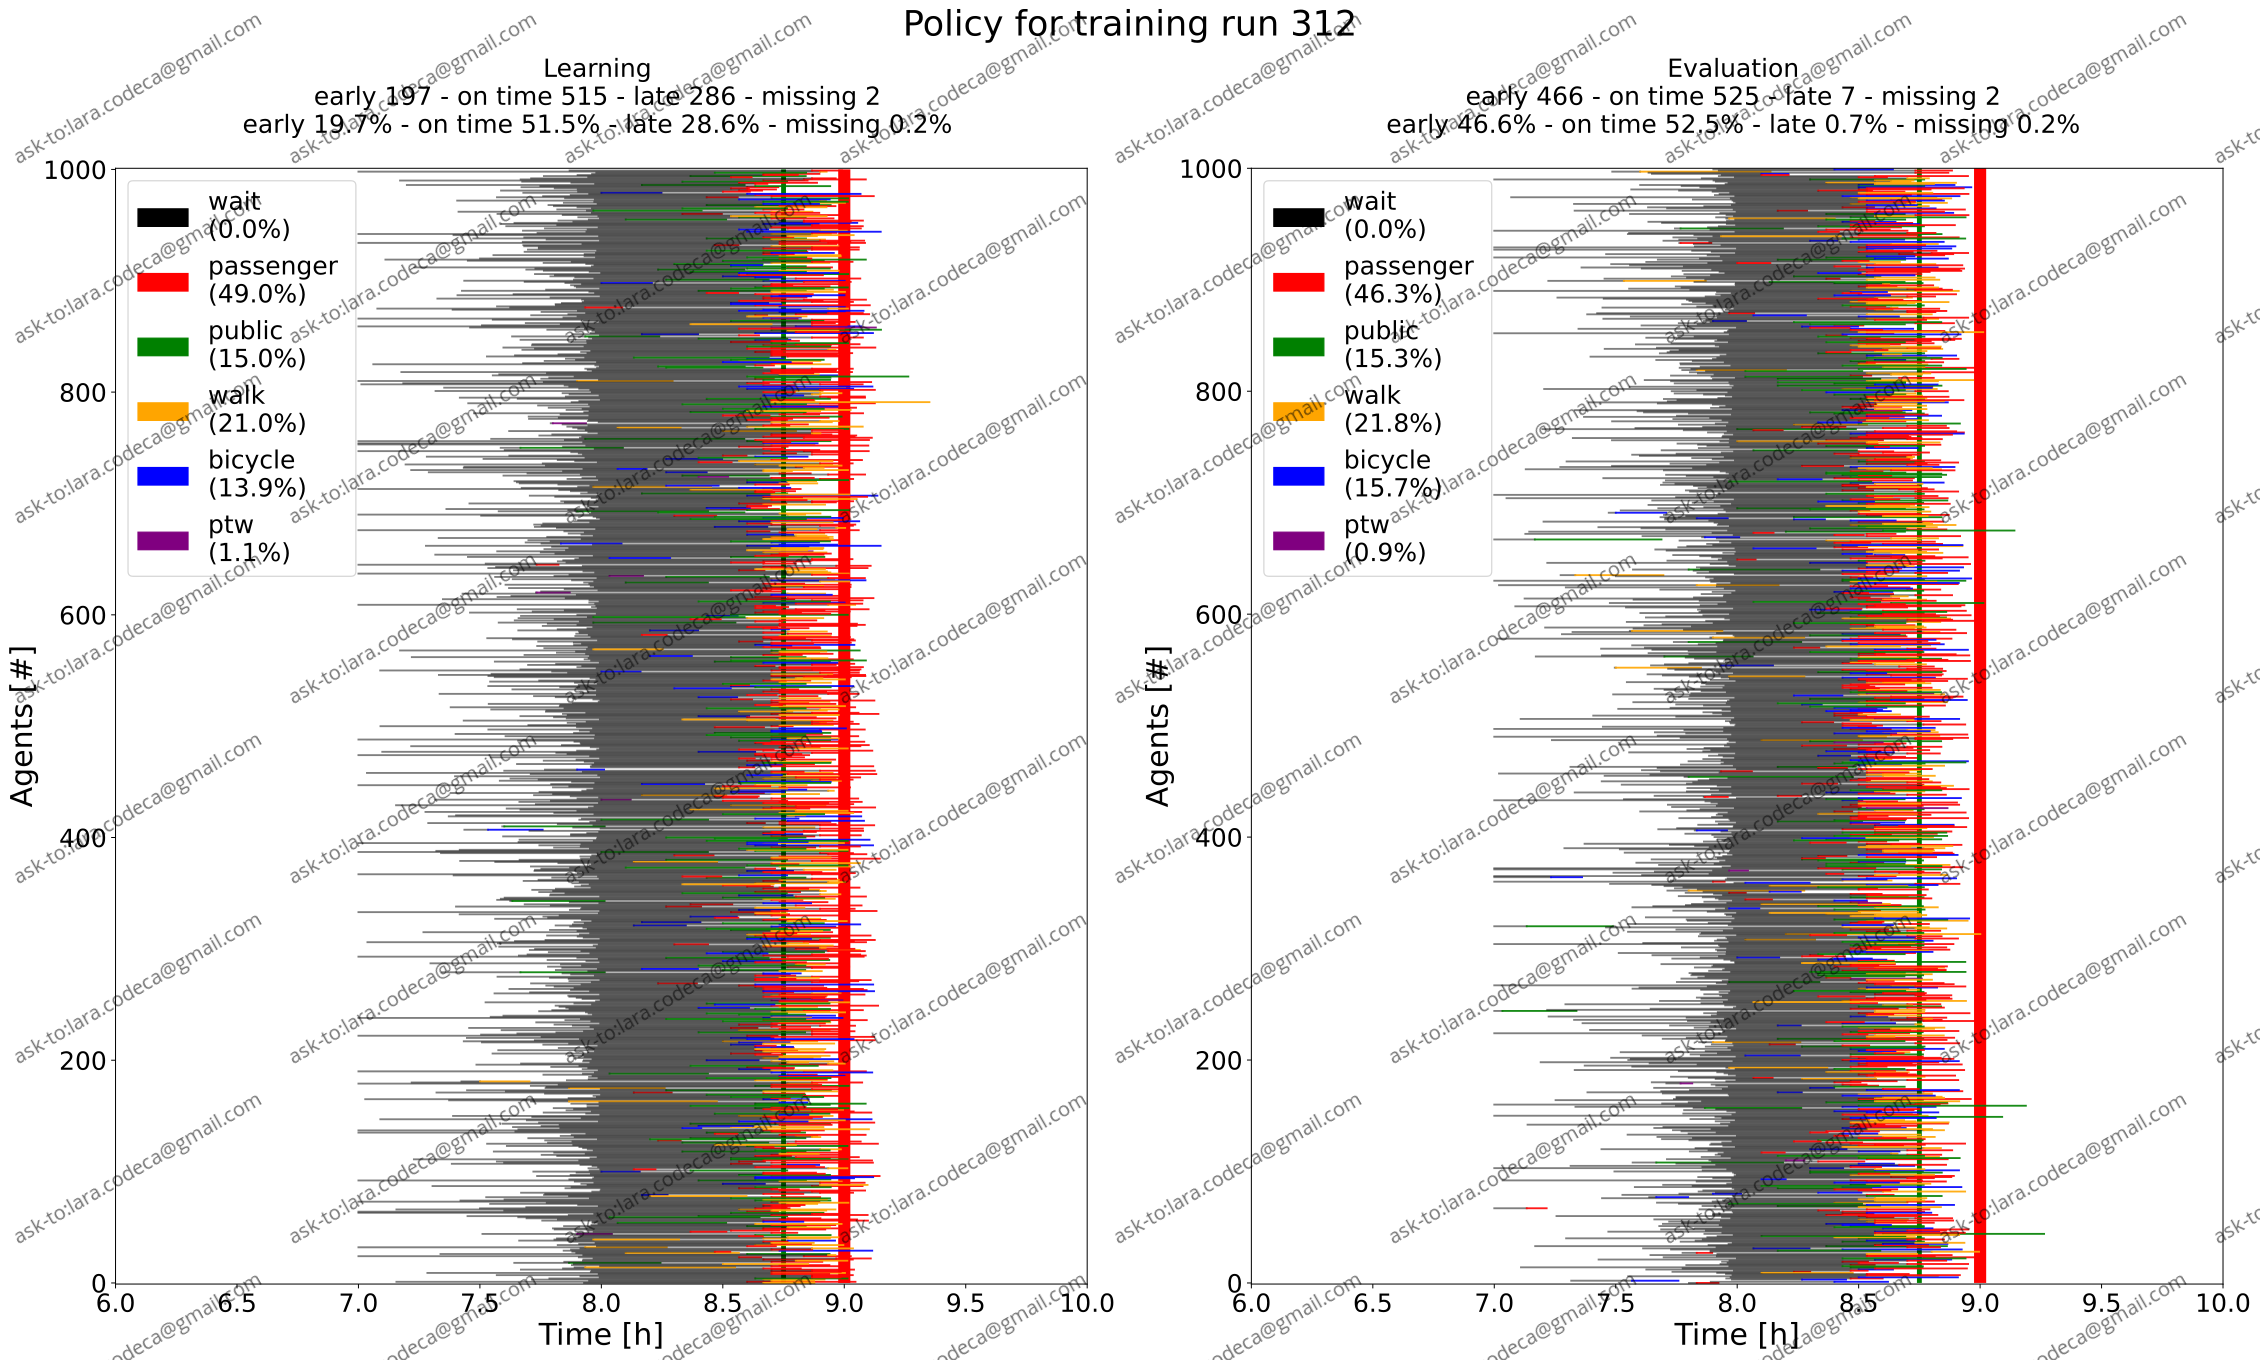 Policy for training run 312
Learning
early 197 - on time 515 - late 286 - missing 2
early 19.7% - on time 51.5% - late 28.6% - missing 0.2%
Evaluation
early 466 - on time 525 - late 7 - missing 2
early 46.6% - on time 52.5% - late 0.7% - missing 0.2%
wait
(0.0%)
passenger
(49.0%)
public
(15.0%)
walk
(21.0%)
bicycle
(13.9%)
ptw
(1.1%)
1000
800
600
400
200
0
Agents [#]
6.0 6.5 7.0 7.5 8.0 8.5 9.0 9.5 10.0
Time [h]
wait
(0.0%)
passenger
(46.3%)
public
(15.3%)
walk
(21.8%)
bicycle
(15.7%)
ptw
(0.9%)
1000
800
600
400
200
0
Agents [#]
6.0 6.5 7.0 7.5 8.0 8.5 9.0 9.5 10.0
Time [h]
ask-to:lara.codeca@gmail.com